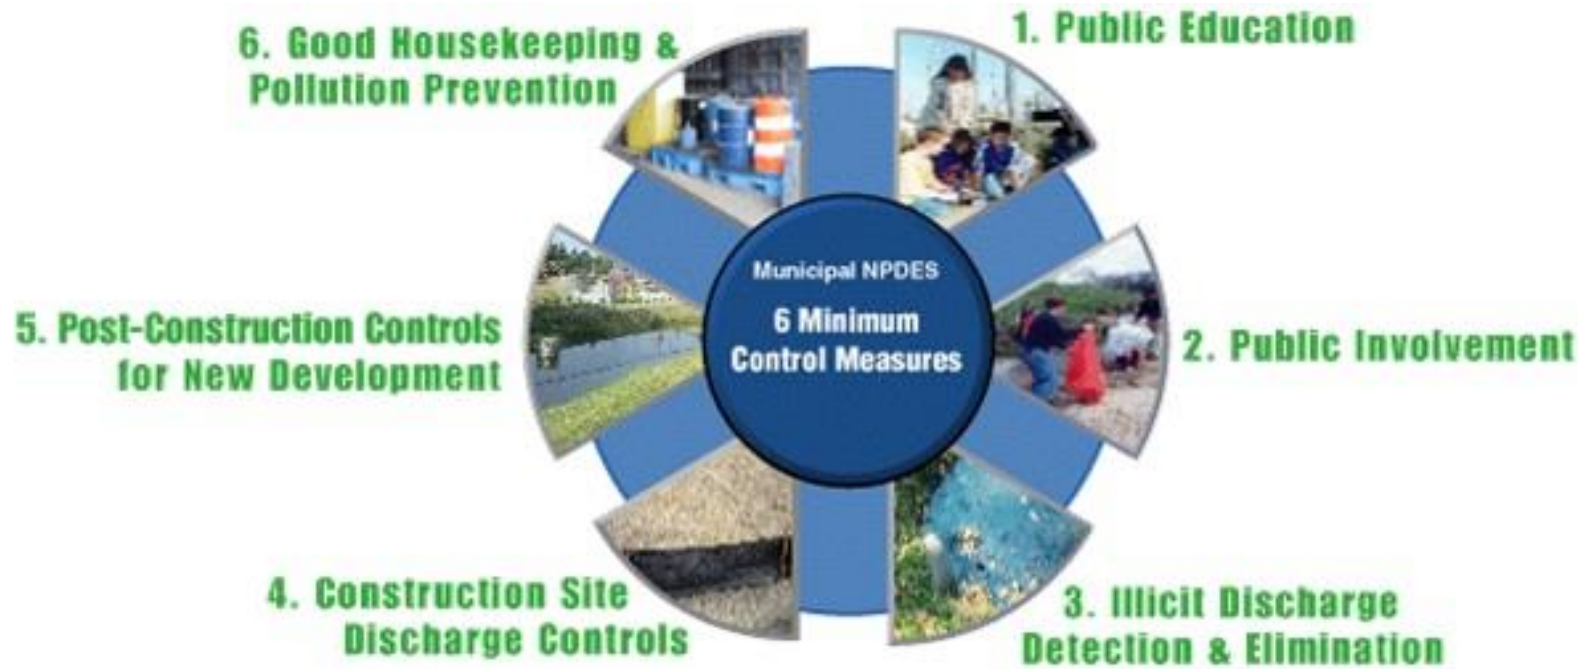 Municipal NPDES
6 Minimum
Control Measures
1. Public Education
2. Public Involvement
3. Illicit Discharge
Detection & Elimination
4. Construction Site
Discharge Controls
5. Post-Construction Controls
for New Development
6. Good Housekeeping &
Pollution Prevention